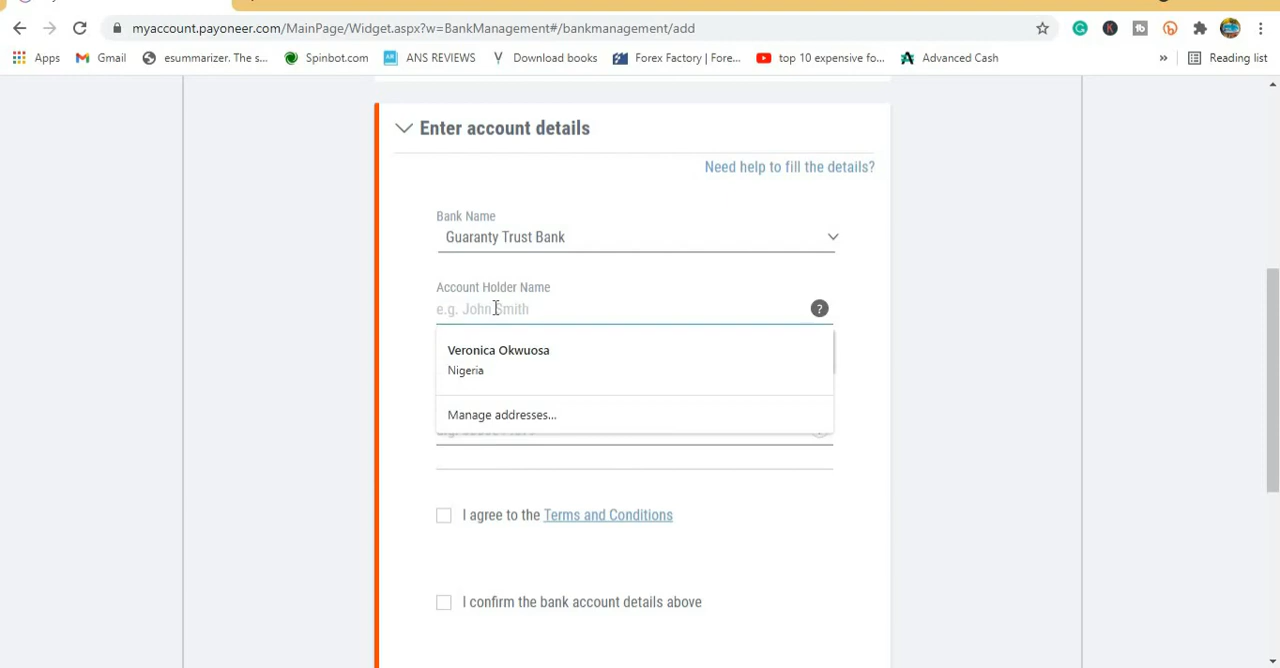 myaccount.payoneer.com/MainPage/Widget.aspx?w=BankManagement#/bankmanagement/add
Apps Gmail esummarizer. The s... Spinbot.com ANS REVIEWS Download books Forex Factory | Fore... top 10 expensive fo... Advanced Cash » Reading list
Enter account details
Need help to fill the details?
Bank Name
Guaranty Trust Bank
Account Holder Name
e.g. John Smith
?
Veronica Okwuosa
Nigeria
Manage addresses...
I agree to the Terms and Conditions
I confirm the bank account details above